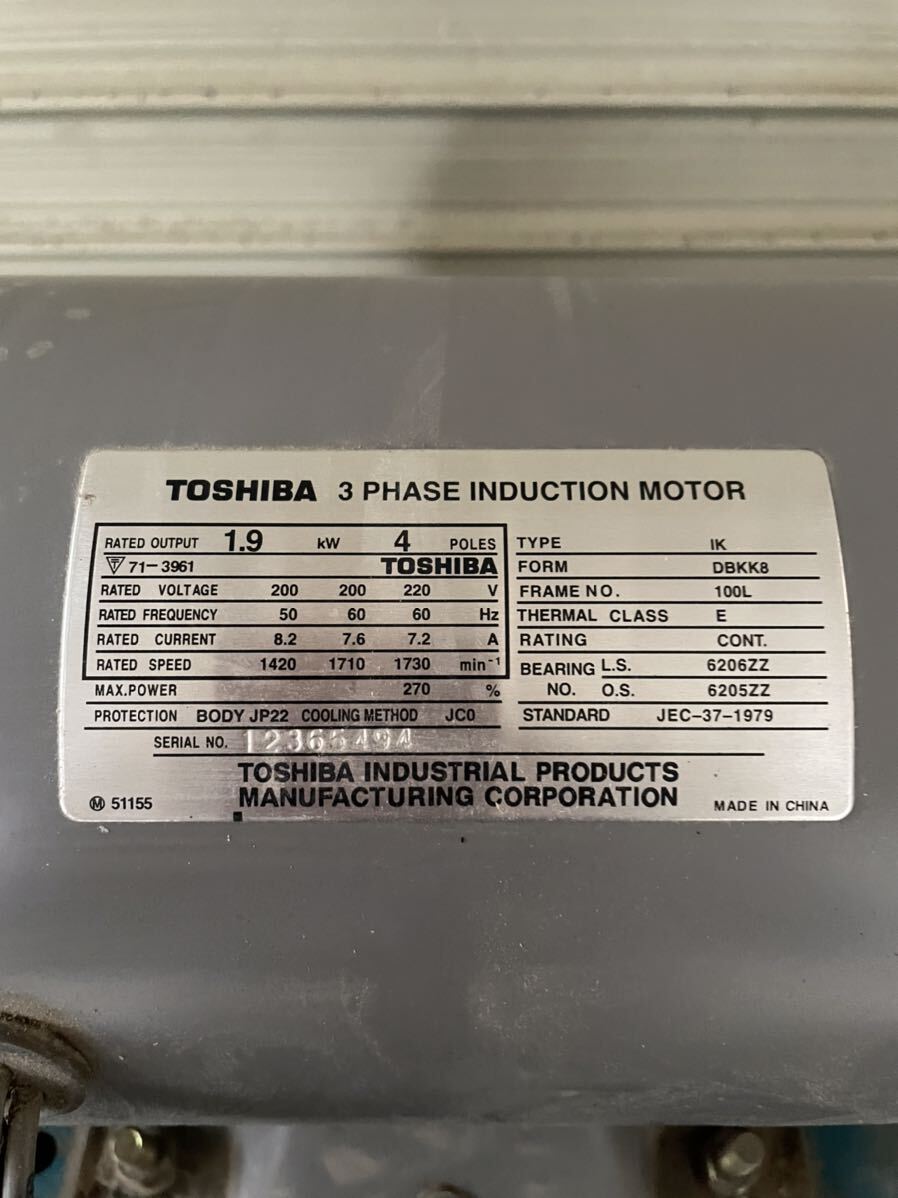 TOSHIBA 3 PHASE INDUCTION MOTOR
RATED OUTPUT 1.9 kW 4 POLES
71-3961 TOSHIBA
RATED VOLTAGE 200 200 220 V
RATED FREQUENCY 50 60 60 Hz
RATED CURRENT 8.2 7.6 7.2 A
RATED SPEED 1420 1710 1730 min⁻¹
MAX.POWER 270 %
PROTECTION BODY JP22 COOLING METHOD JC0
TYPE IK
FORM DBKK8
FRAME NO. 100L
THERMAL CLASS E
RATING CONT.
BEARING L.S. 6206ZZ
NO. O.S. 6205ZZ
STANDARD JEC-37-1979
SERIAL NO. 12365494
TOSHIBA INDUSTRIAL PRODUCTS
MANUFACTURING CORPORATION
Ⓜ 51155
MADE IN CHINA